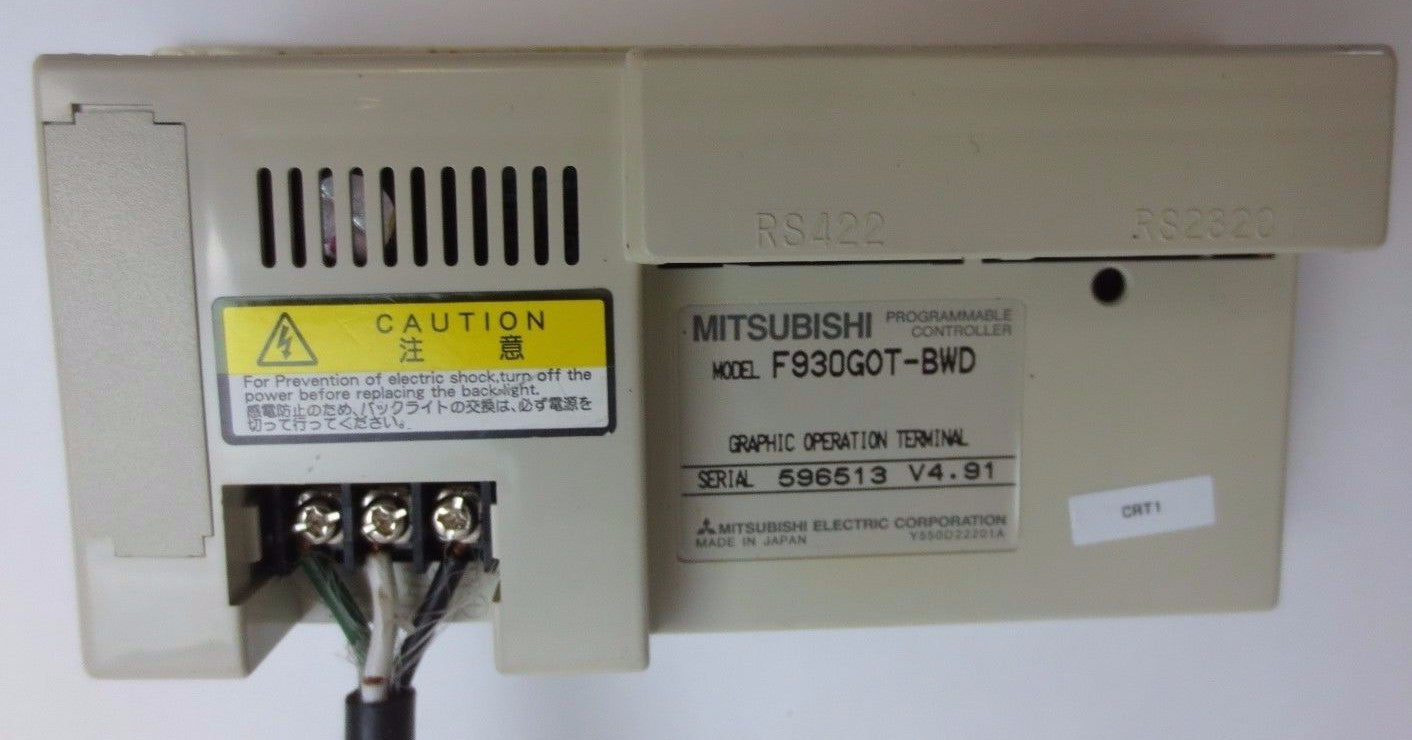 RS422
RS232C
CAUTION
注 意
For Prevention of electric shock,turn off the
power before replacing the backlight.
感電防止のため、バックライトの交換は、必ず電源を
切って行ってください。
MITSUBISHI PROGRAMMABLE
CONTROLLER
MODEL F930GOT-BWD
GRAPHIC OPERATION TERMINAL
SERIAL 596513 V4.91
MITSUBISHI ELECTRIC CORPORATION
MADE IN JAPAN Y550D22201A
CRT1